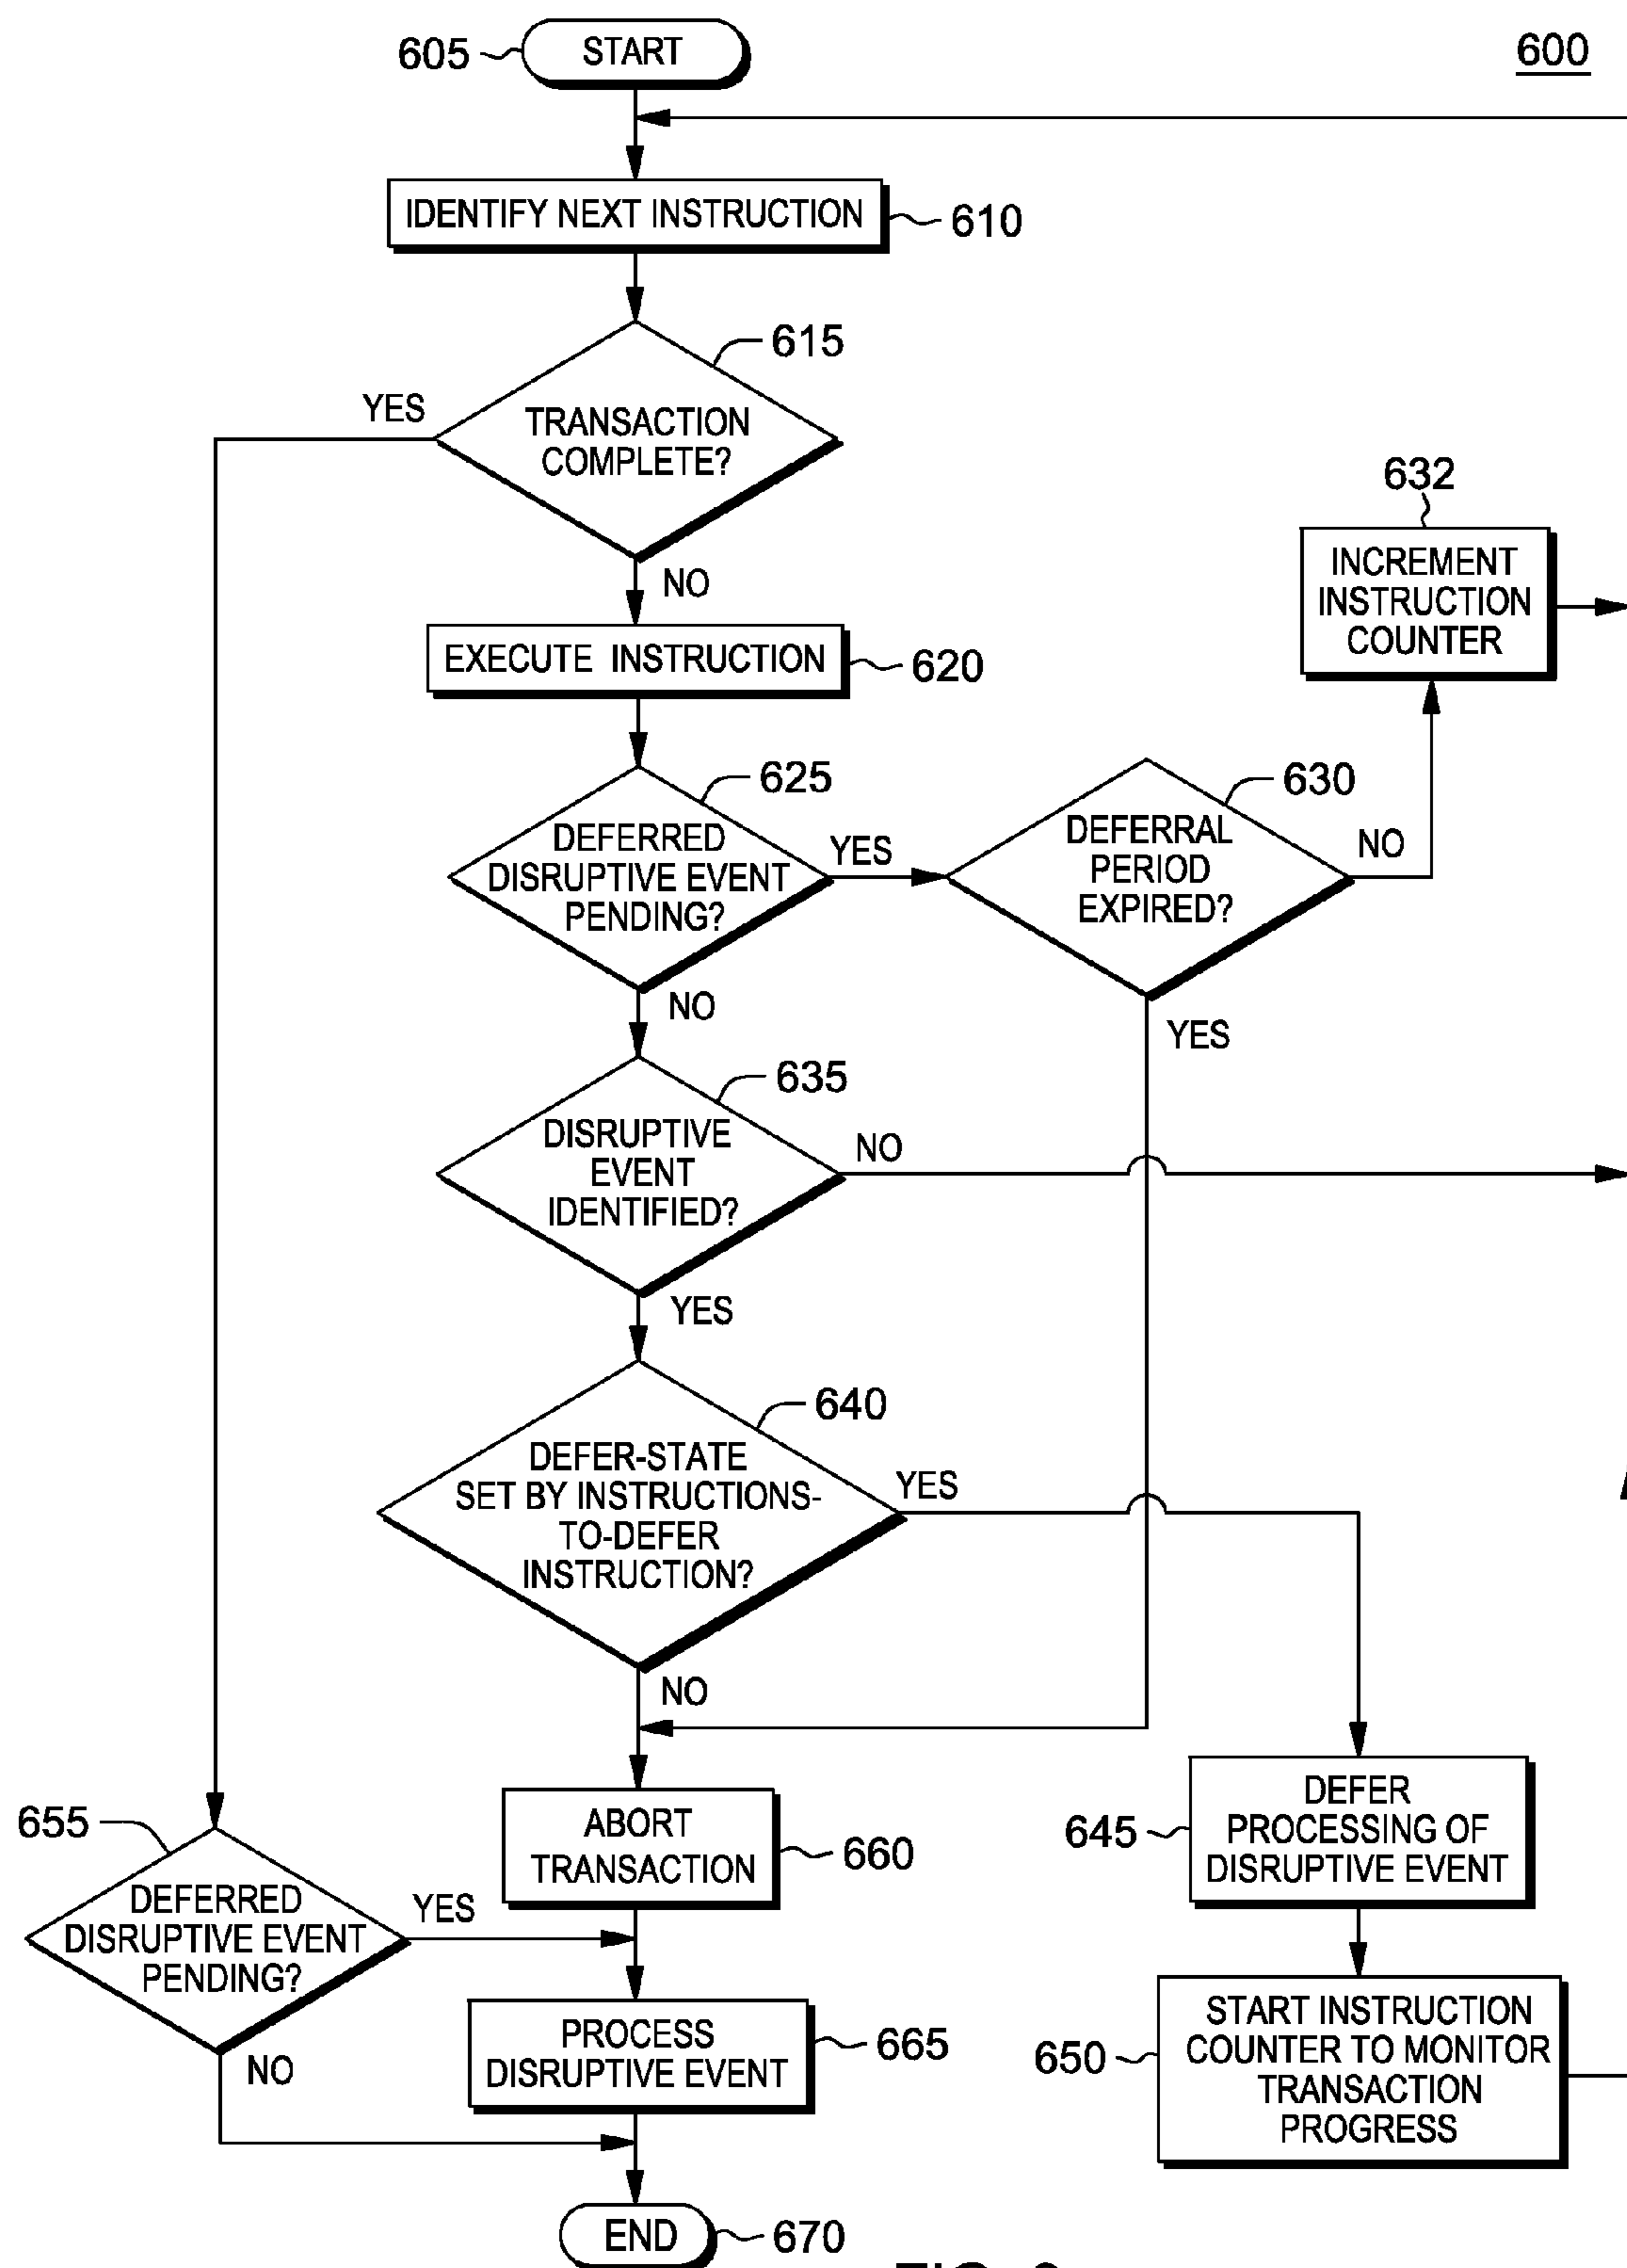 605
START
600
IDENTIFY NEXT INSTRUCTION
610
615
YES
TRANSACTION
COMPLETE?
NO
632
INCREMENT
INSTRUCTION
COUNTER
EXECUTE INSTRUCTION
620
625
DEFERRED
DISRUPTIVE EVENT
PENDING?
YES
630
DEFERRAL
PERIOD
EXPIRED?
NO
NO
YES
635
DISRUPTIVE
EVENT
IDENTIFIED?
NO
YES
640
DEFER-STATE
SET BY INSTRUCTIONS-
TO-DEFER
INSTRUCTION?
YES
NO
655
DEFERRED
DISRUPTIVE EVENT
PENDING?
YES
NO
ABORT
TRANSACTION
660
645
DEFER
PROCESSING OF
DISRUPTIVE EVENT
PROCESS
DISRUPTIVE EVENT
665
650
START INSTRUCTION
COUNTER TO MONITOR
TRANSACTION
PROGRESS
END
670